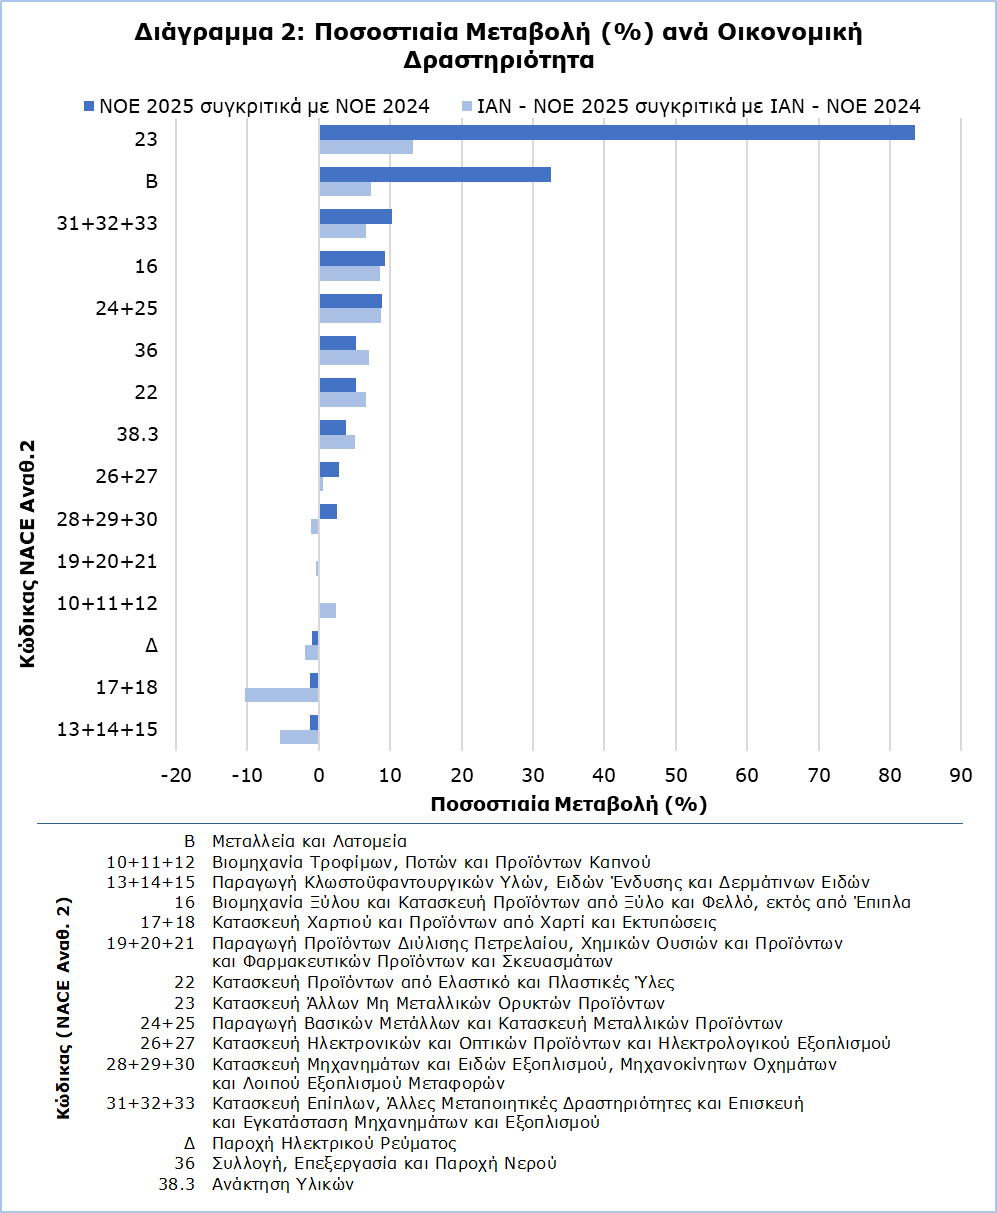 Διάγραμμα 2: Ποσοστιαία Μεταβολή (%) ανά Οικονομική
Δραστηριότητα
ΝΟΕ 2025 συγκριτικά με ΝΟΕ 2024
ΙΑΝ - ΝΟΕ 2025 συγκριτικά με ΙΑΝ - ΝΟΕ 2024
Κώδικας NACE Αναθ.2
23
Β
31+32+33
16
24+25
36
22
38.3
26+27
28+29+30
19+20+21
10+11+12
Δ
17+18
13+14+15
-20 -10 0 10 20 30 40 50 60 70 80 90
Ποσοστιαία Μεταβολή (%)
Κώδικας (NACE Αναθ. 2)
Β Μεταλλεία και Λατομεία
10+11+12 Βιομηχανία Τροφίμων, Ποτών και Προϊόντων Καπνού
13+14+15 Παραγωγή Κλωστοϋφαντουργικών Υλών, Ειδών Ένδυσης και Δερμάτινων Ειδών
16 Βιομηχανία Ξύλου και Κατασκευή Προϊόντων από Ξύλο και Φελλό, εκτός από Έπιπλα
17+18 Κατασκευή Χαρτιού και Προϊόντων από Χαρτί και Εκτυπώσεις
19+20+21 Παραγωγή Προϊόντων Διύλισης Πετρελαίου, Χημικών Ουσιών και Προϊόντων
και Φαρμακευτικών Προϊόντων και Σκευασμάτων
22 Κατασκευή Προϊόντων από Ελαστικό και Πλαστικές Ύλες
23 Κατασκευή Άλλων Μη Μεταλλικών Ορυκτών Προϊόντων
24+25 Παραγωγή Βασικών Μετάλλων και Κατασκευή Μεταλλικών Προϊόντων
26+27 Κατασκευή Ηλεκτρονικών και Οπτικών Προϊόντων και Ηλεκτρολογικού Εξοπλισμού
28+29+30 Κατασκευή Μηχανημάτων και Ειδών Εξοπλισμού, Μηχανοκίνητων Οχημάτων
και Λοιπού Εξοπλισμού Μεταφορών
31+32+33 Κατασκευή Επίπλων, Άλλες Μεταποιητικές Δραστηριότητες και Επισκευή
και Εγκατάσταση Μηχανημάτων και Εξοπλισμού
Δ Παροχή Ηλεκτρικού Ρεύματος
36 Συλλογή, Επεξεργασία και Παροχή Νερού
38.3 Ανάκτηση Υλικών